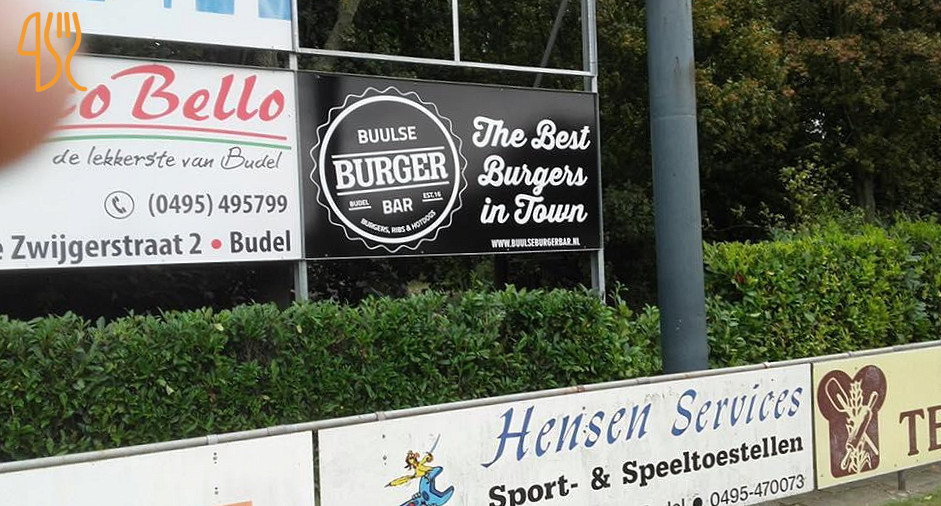 Bello
de lekkerste van Budel
(0495) 495799
Zwijgerstraat 2 • Budel
BUULSE
BURGER
BUDEL BAR EST. 16
BURGERS, RIBS & HOTDOGS
The Best
Burgers
in Town
WWW.BUULSEBURGERBAR.NL
Hensen Services
Sport- & Speeltoestellen
0495-470073
TE